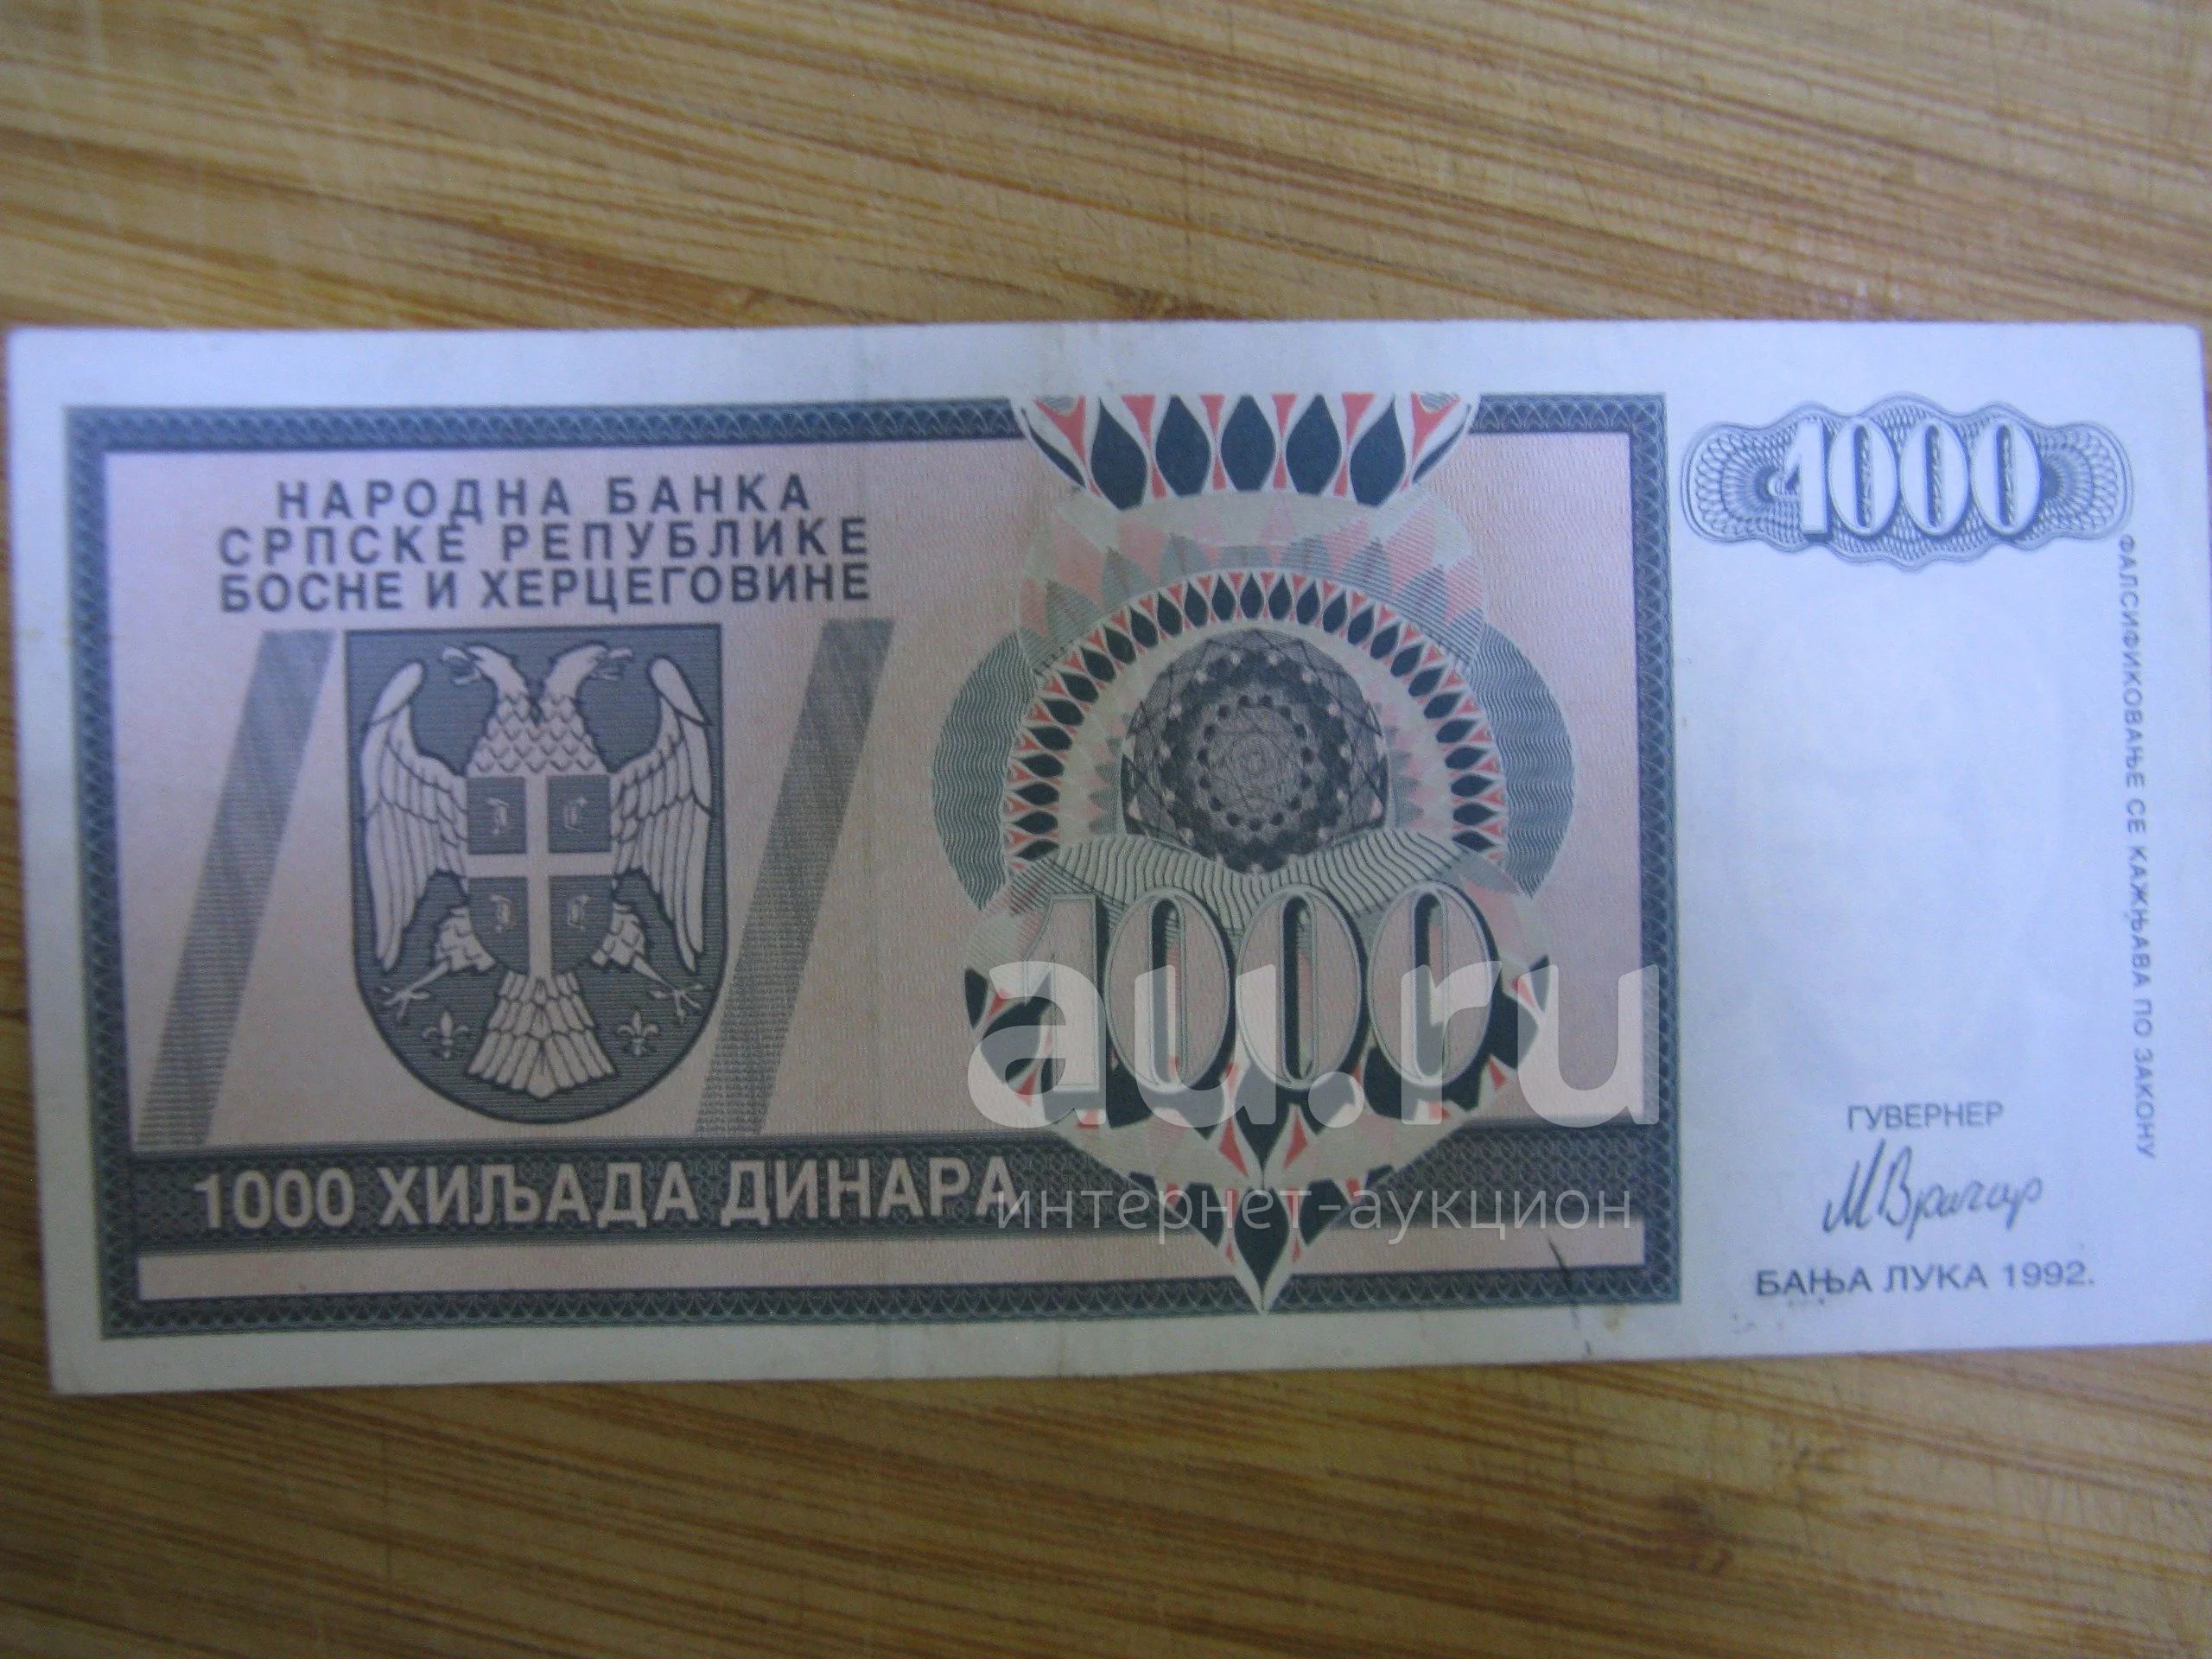 НАРОДНА БАНКА
СРПСКЕ РЕПУБЛИКЕ
БОСНЕ И ХЕРЦЕГОВИНЕ
1000
1000
1000 ХИЉАДА ДИНАРА
ФАЛСИФИКОВАЊЕ СЕ КАЖЊАВА ПО ЗАКОНУ
ГУВЕРНЕР
М Врачар
БАЊА ЛУКА 1992.
au.ru
интернет-аукцион